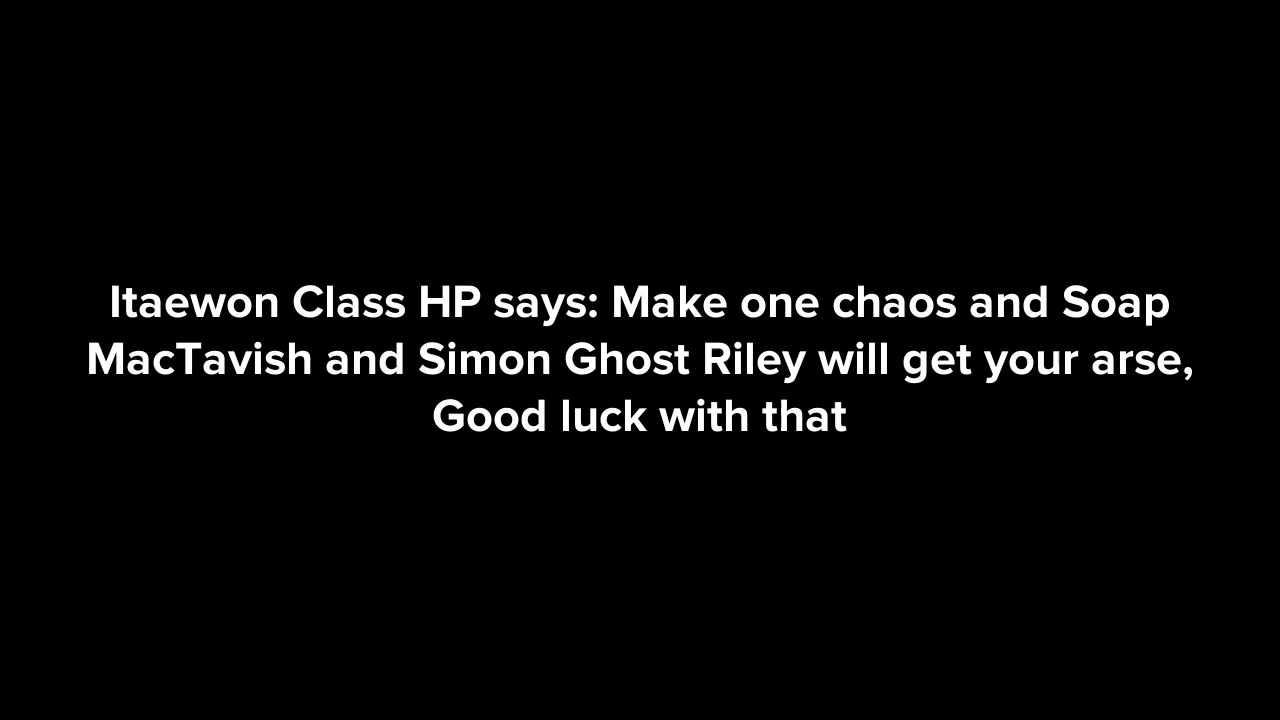 Itaewon Class HP says: Make one chaos and Soap
MacTavish and Simon Ghost Riley will get your arse,
Good luck with that